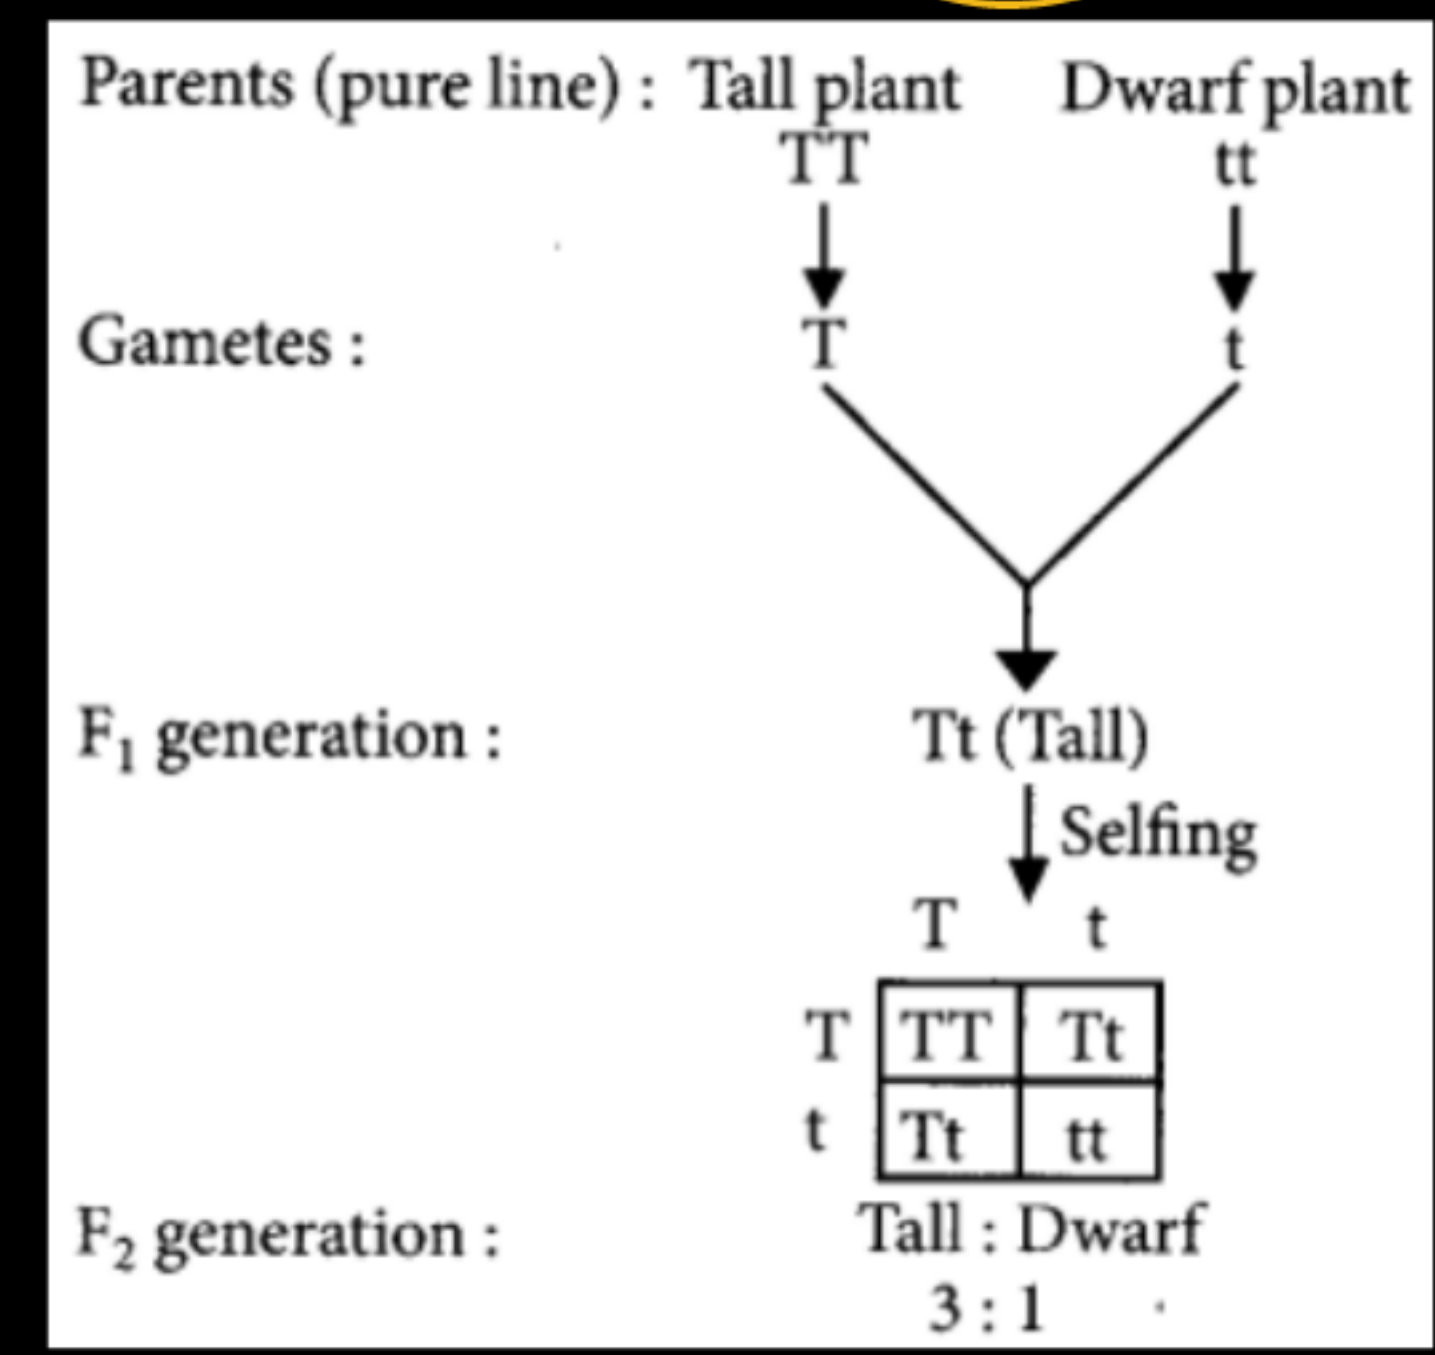 Parents (pure line) : Tall plant Dwarf plant
TT tt
Gametes : T t
F₁ generation : Tt (Tall)
Selfing
T t
T TT Tt
t Tt tt
F₂ generation : Tall : Dwarf
3 : 1